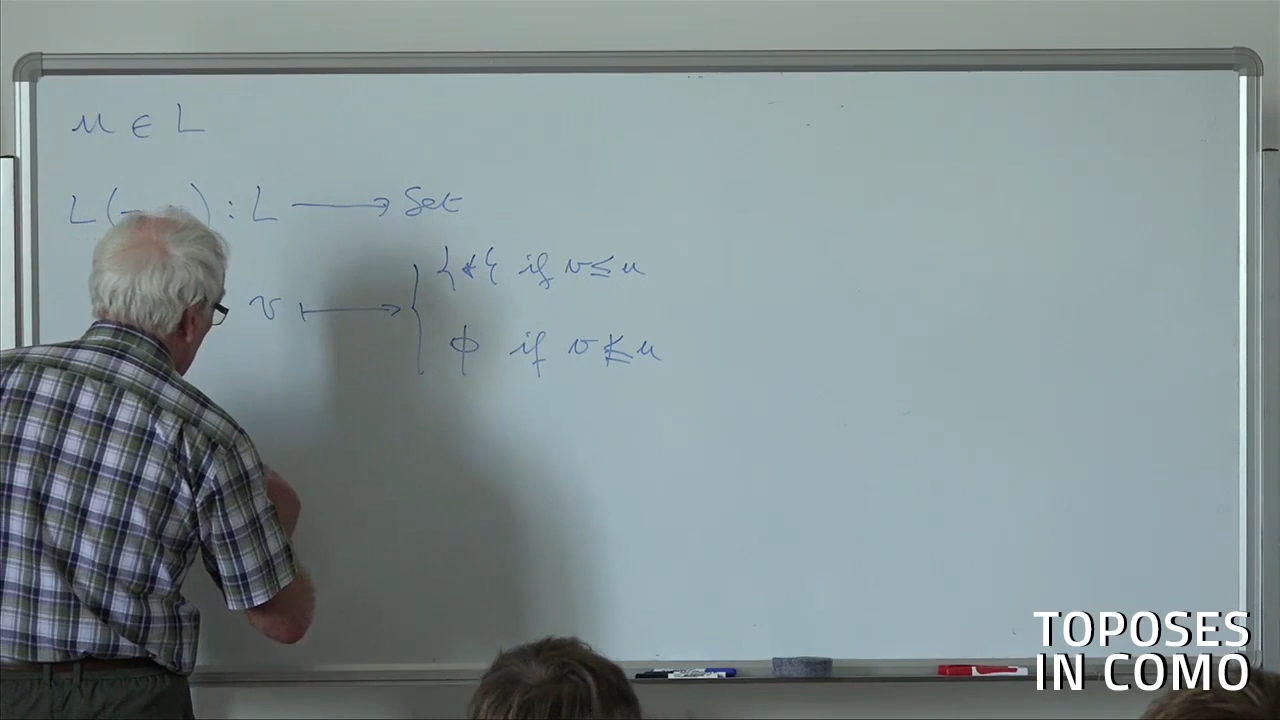 u ∈ L
L(–, ) : L ⟶ Set
v ⟼ { {*} if v ≤ u
∅ if v ≰ u
TOPOSES
IN COMO